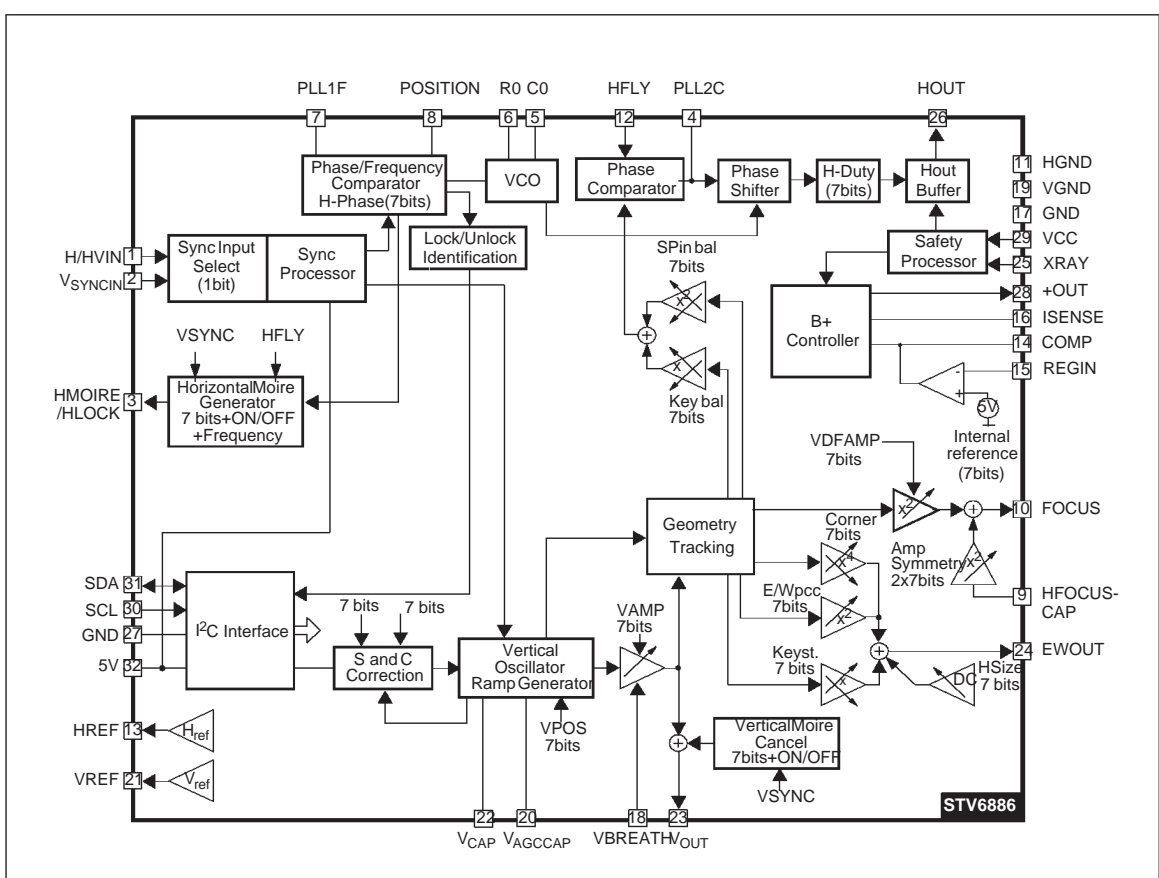 PLL1F POSITION R0 C0 HFLY PLL2C HOUT
7 8 6 5 12 4 26
Phase/Frequency
Comparator
H-Phase(7bits)
VCO
Phase
Comparator
Phase
Shifter
H-Duty
(7bits)
Hout
Buffer
11 HGND
19 VGND
17 GND
29 VCC
25 XRAY
28 +OUT
16 ISENSE
14 COMP
15 REGIN
Lock/Unlock
Identification
Safety
Processor
H/HVIN 1
VSYNCIN 2
Sync Input
Select
(1bit)
Sync
Processor
SPin bal
7bits
x2
+
x
Key bal
7bits
B+
Controller
-
+
5V
Internal
reference
(7bits)
VSYNC HFLY
HMOIRE
/HLOCK
3
HorizontalMoire
Generator
7 bits+ON/OFF
+Frequency
VDFAMP
7bits
x2
+
10 FOCUS
Geometry
Tracking
Corner
7bits
x4
Amp
Symmetry
2x7bits
x2
9 HFOCUS-
CAP
E/Wpcc
7bits
x2
SDA 31
SCL 30
GND 27
5V 32
I2C Interface
7 bits 7 bits
S and C
Correction
Vertical
Oscillator
Ramp Generator
VAMP
7bits
Keyst.
7 bits
x
+
24 EWOUT
DC
HSize
7 bits
VPOS
7bits
HREF 13
Href
VREF 21
Vref
+
VerticalMoire
Cancel
7bits+ON/OFF
VSYNC
STV6886
22 20 18 23
VCAP VAGCCAP VBREATH VOUT